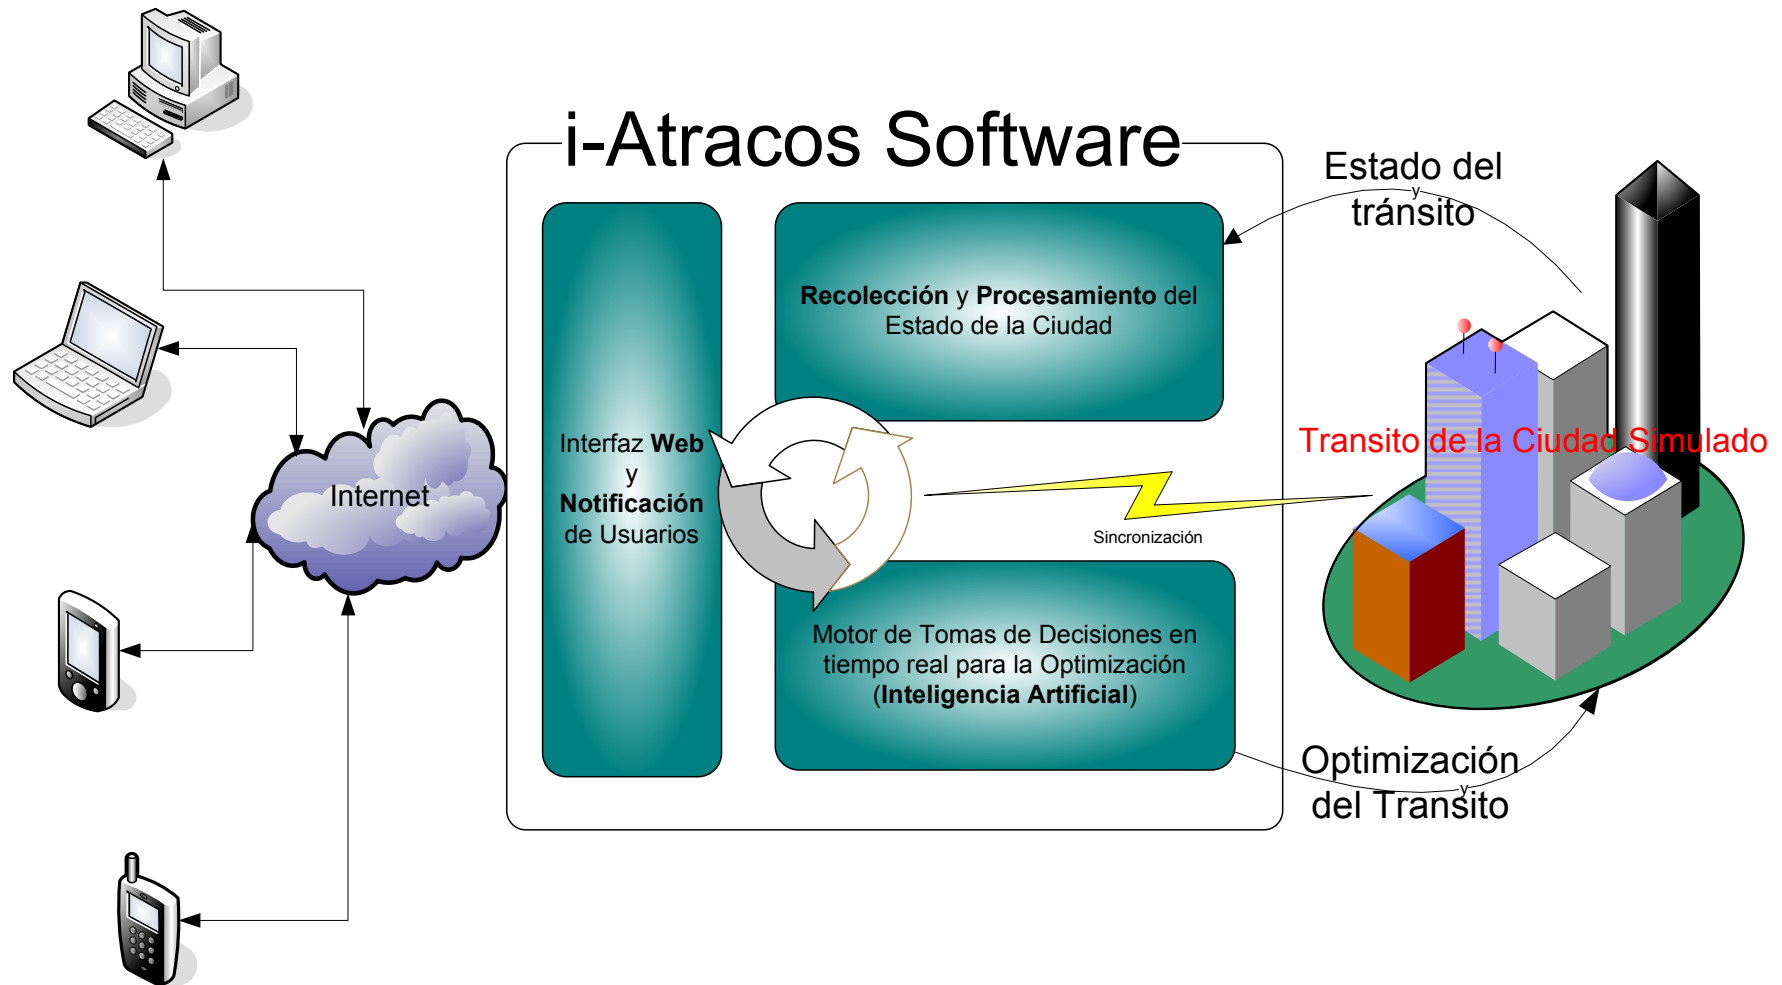 i-Atracos Software
Estado del
y
tránsito
Recolección y Procesamiento del
Estado de la Ciudad
Interfaz Web
y
Notificación
de Usuarios
Internet
Transito de la Ciudad Simulado
Sincronización
Motor de Tomas de Decisiones en
tiempo real para la Optimización
(Inteligencia Artificial)
Optimización
y
del Transito